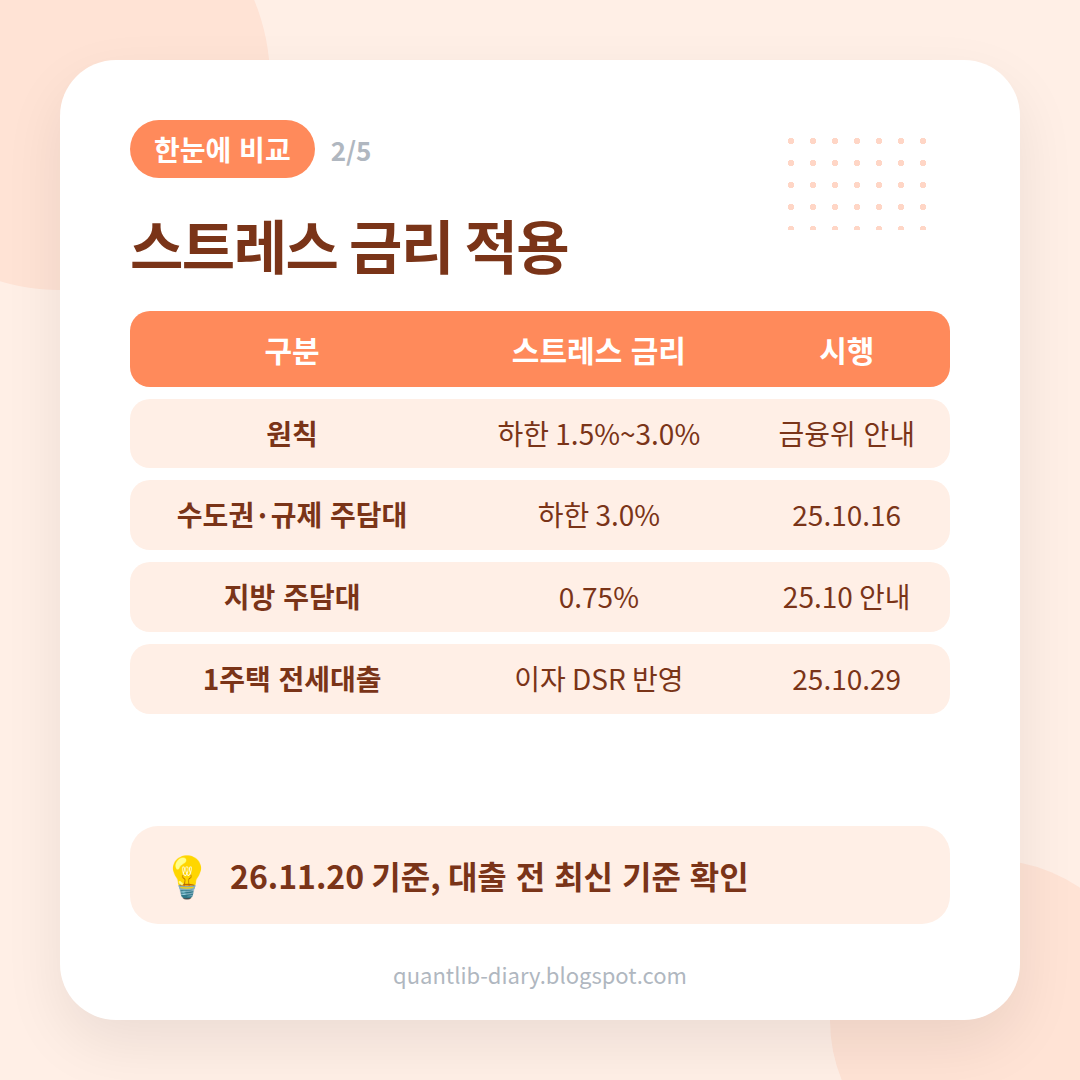 한눈에 비교 2/5
스트레스 금리 적용
구분 스트레스 금리 시행
원칙 하한 1.5%~3.0% 금융위 안내
수도권·규제 주담대 하한 3.0% 25.10.16
지방 주담대 0.75% 25.10 안내
1주택 전세대출 이자 DSR 반영 25.10.29
💡 26.11.20 기준, 대출 전 최신 기준 확인
quantlib-diary.blogspot.com